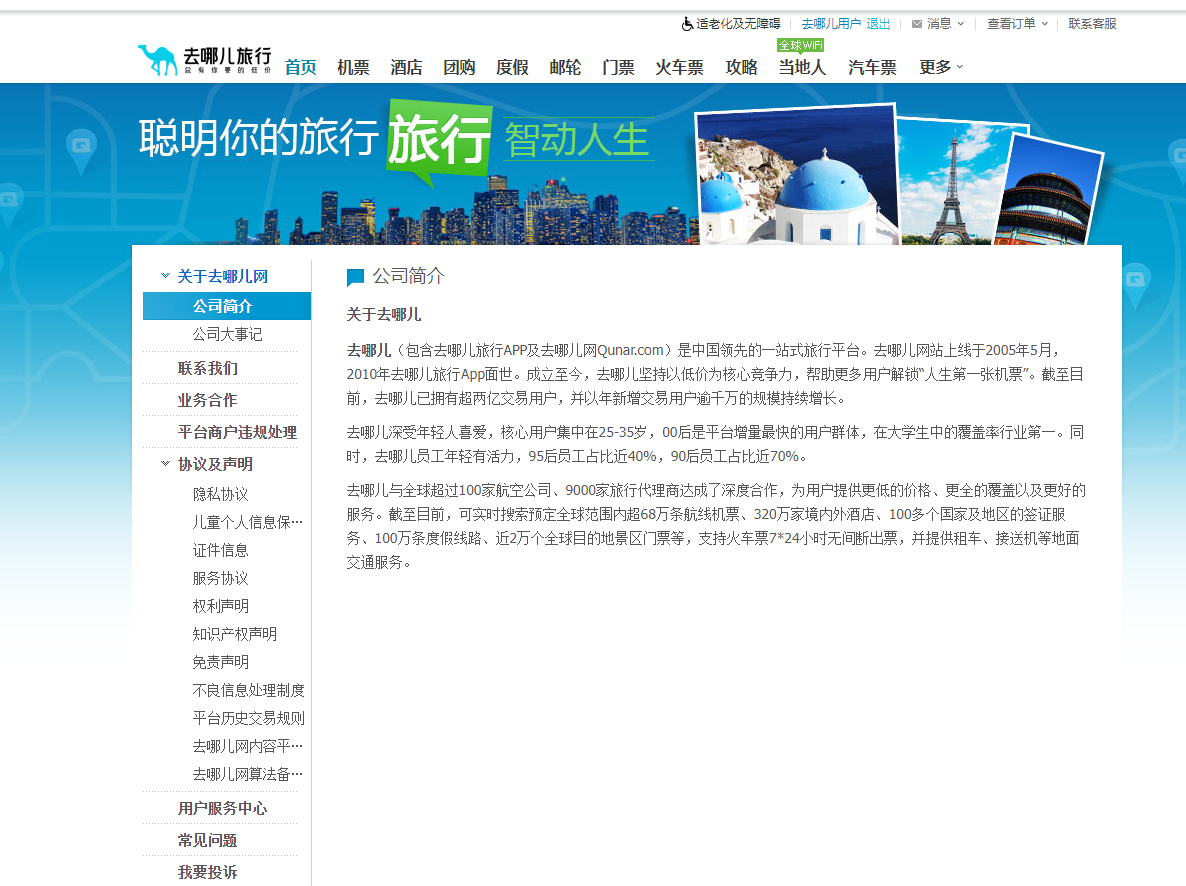 适老化及无障碍 去哪儿用户 退出 消息 查看订单 联系客服
全球WiFi
去哪儿旅行
总有你要的低价
首页 机票 酒店 团购 度假 邮轮 门票 火车票 攻略 当地人 汽车票 更多
聪明你的旅行 旅行 智动人生
关于去哪儿网
公司简介
公司大事记
联系我们
业务合作
平台商户违规处理
协议及声明
隐私协议
儿童个人信息保…
证件信息
服务协议
权利声明
知识产权声明
免责声明
不良信息处理制度
平台历史交易规则
去哪儿网内容平…
去哪儿网算法备…
用户服务中心
常见问题
我要投诉
公司简介
关于去哪儿
去哪儿（包含去哪儿旅行APP及去哪儿网Qunar.com）是中国领先的一站式旅行平台。去哪儿网站上线于2005年5月，
2010年去哪儿旅行App面世。成立至今，去哪儿坚持以低价为核心竞争力，帮助更多用户解锁“人生第一张机票”。截至目
前，去哪儿已拥有超两亿交易用户，并以年新增交易用户逾千万的规模持续增长。
去哪儿深受年轻人喜爱，核心用户集中在25-35岁，00后是平台增量最快的用户群体，在大学生中的覆盖率行业第一。同
时，去哪儿员工年轻有活力，95后员工占比近40%，90后员工占比近70%。
去哪儿与全球超过100家航空公司、9000家旅行代理商达成了深度合作，为用户提供更低的价格、更全的覆盖以及更好的
服务。截至目前，可实时搜索预定全球范围内超68万条航线机票、320万家境内外酒店、100多个国家及地区的签证服
务、100万条度假线路、近2万个全球目的地景区门票等，支持火车票7*24小时无间断出票，并提供租车、接送机等地面
交通服务。